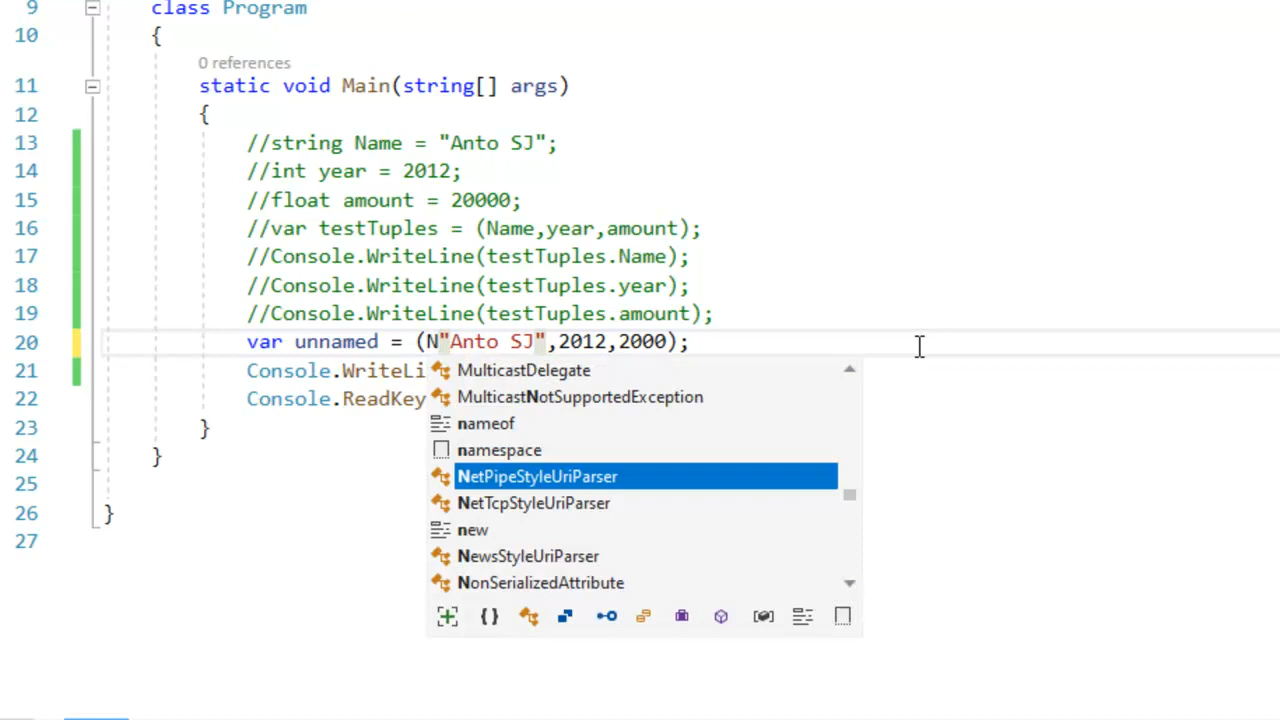 9 class Program
10 {
0 references
11 static void Main(string[] args)
12 {
13 //string Name = "Anto SJ";
14 //int year = 2012;
15 //float amount = 20000;
16 //var testTuples = (Name,year,amount);
17 //Console.WriteLine(testTuples.Name);
18 //Console.WriteLine(testTuples.year);
19 //Console.WriteLine(testTuples.amount);
20 var unnamed = (N"Anto SJ",2012,2000);
21 Console.WriteLi
22 Console.ReadKey
23 }
24 }
25
26 }
27
MulticastDelegate
MulticastNotSupportedException
nameof
namespace
NetPipeStyleUriParser
NetTcpStyleUriParser
new
NewsStyleUriParser
NonSerializedAttribute